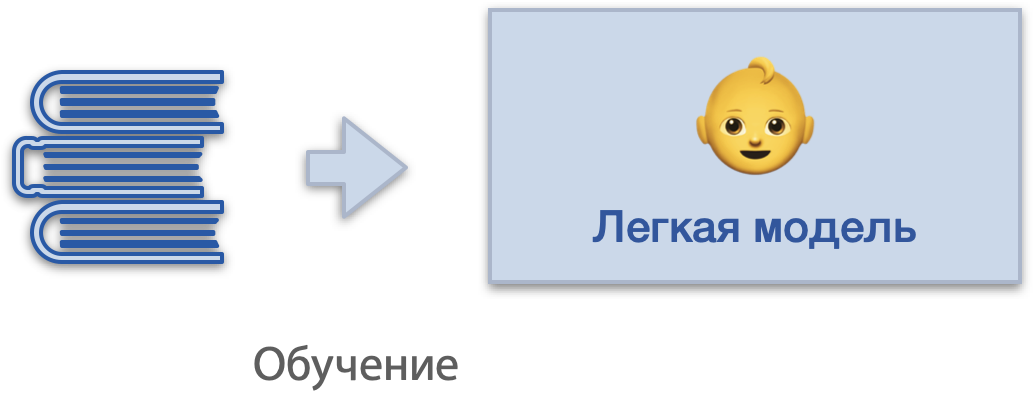 Легкая модель
Обучение